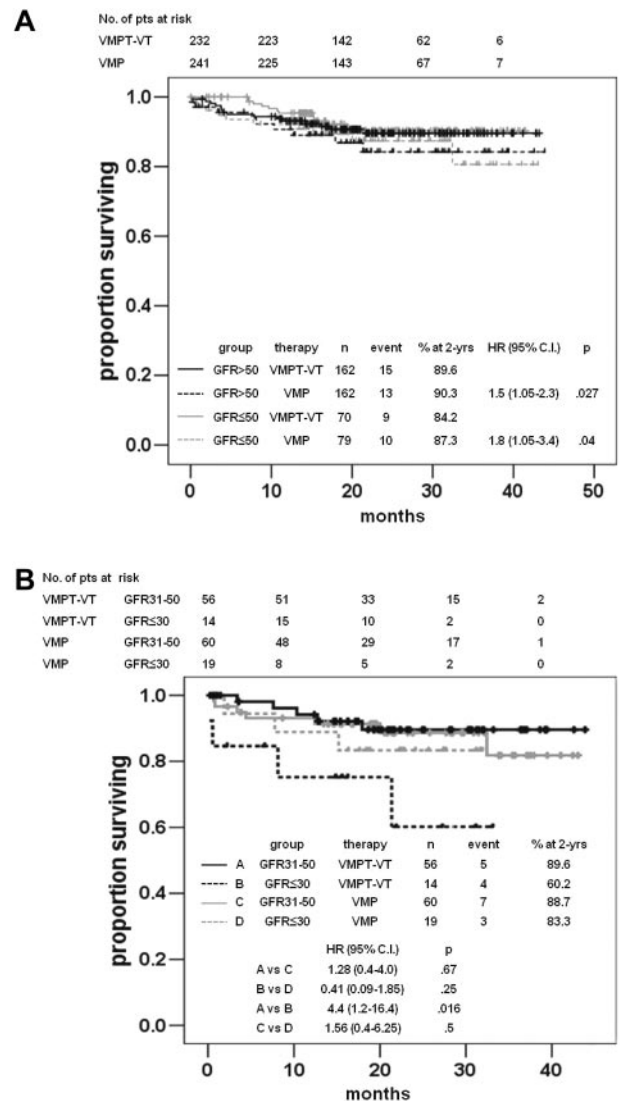 A
No. of pts at risk
VMPT-VT 232 223 142 62 6
VMP 241 225 143 67 7
1.0
0.8
0.6
0.4
0.2
0.0
proportion surviving
group therapy n event % at 2-yrs HR (95% C.I.) p
GFR>50 VMPT-VT 162 15 89.6
GFR>50 VMP 162 13 90.3 1.5 (1.05-2.3) .027
GFR≤50 VMPT-VT 70 9 84.2
GFR≤50 VMP 79 10 87.3 1.8 (1.05-3.4) .04
0 10 20 30 40 50
months
B
No. of pts at risk
VMPT-VT GFR31-50 56 51 33 15 2
VMPT-VT GFR≤30 14 15 10 2 0
VMP GFR31-50 60 48 29 17 1
VMP GFR≤30 19 8 5 2 0
1.0
0.8
0.6
0.4
0.2
0.0
proportion surviving
group therapy n event % at 2-yrs
A GFR31-50 VMPT-VT 56 5 89.6
B GFR≤30 VMPT-VT 14 4 60.2
C GFR31-50 VMP 60 7 88.7
D GFR≤30 VMP 19 3 83.3
HR (95% C.I.) p
A vs C 1.28 (0.4-4.0) .67
B vs D 0.41 (0.09-1.85) .25
A vs B 4.4 (1.2-16.4) .016
C vs D 1.56 (0.4-6.25) .5
0 10 20 30 40
months